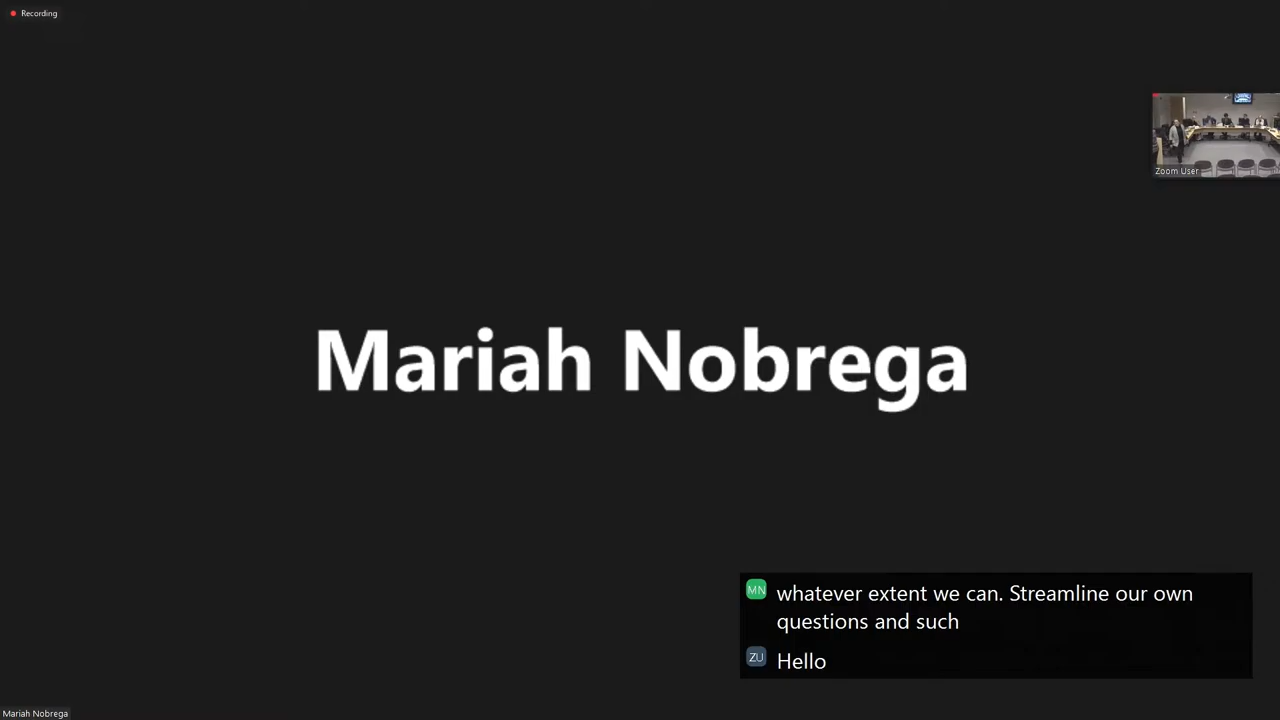 Recording
Zoom User
Mariah Nobrega
MN
whatever extent we can. Streamline our own
questions and such
ZU
Hello
Mariah Nobrega